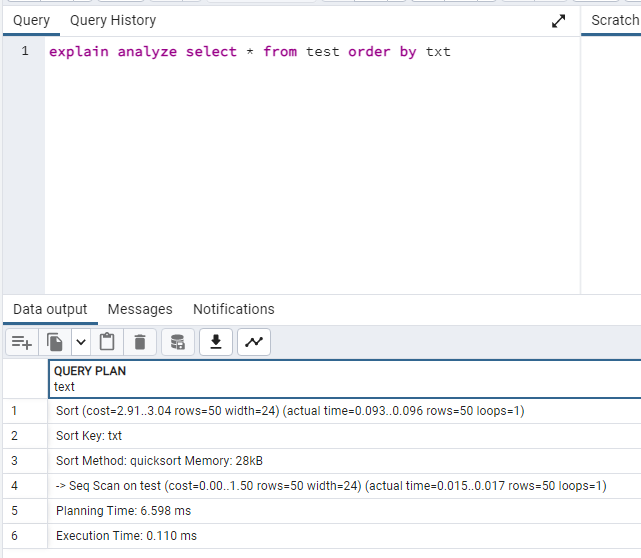 Query Query History Scratch
1 explain analyze select * from test order by txt
Data output Messages Notifications
QUERY PLAN
text
1 Sort (cost=2.91..3.04 rows=50 width=24) (actual time=0.093..0.096 rows=50 loops=1)
2 Sort Key: txt
3 Sort Method: quicksort Memory: 28kB
4 -> Seq Scan on test (cost=0.00..1.50 rows=50 width=24) (actual time=0.015..0.017 rows=50 loops=1)
5 Planning Time: 6.598 ms
6 Execution Time: 0.110 ms